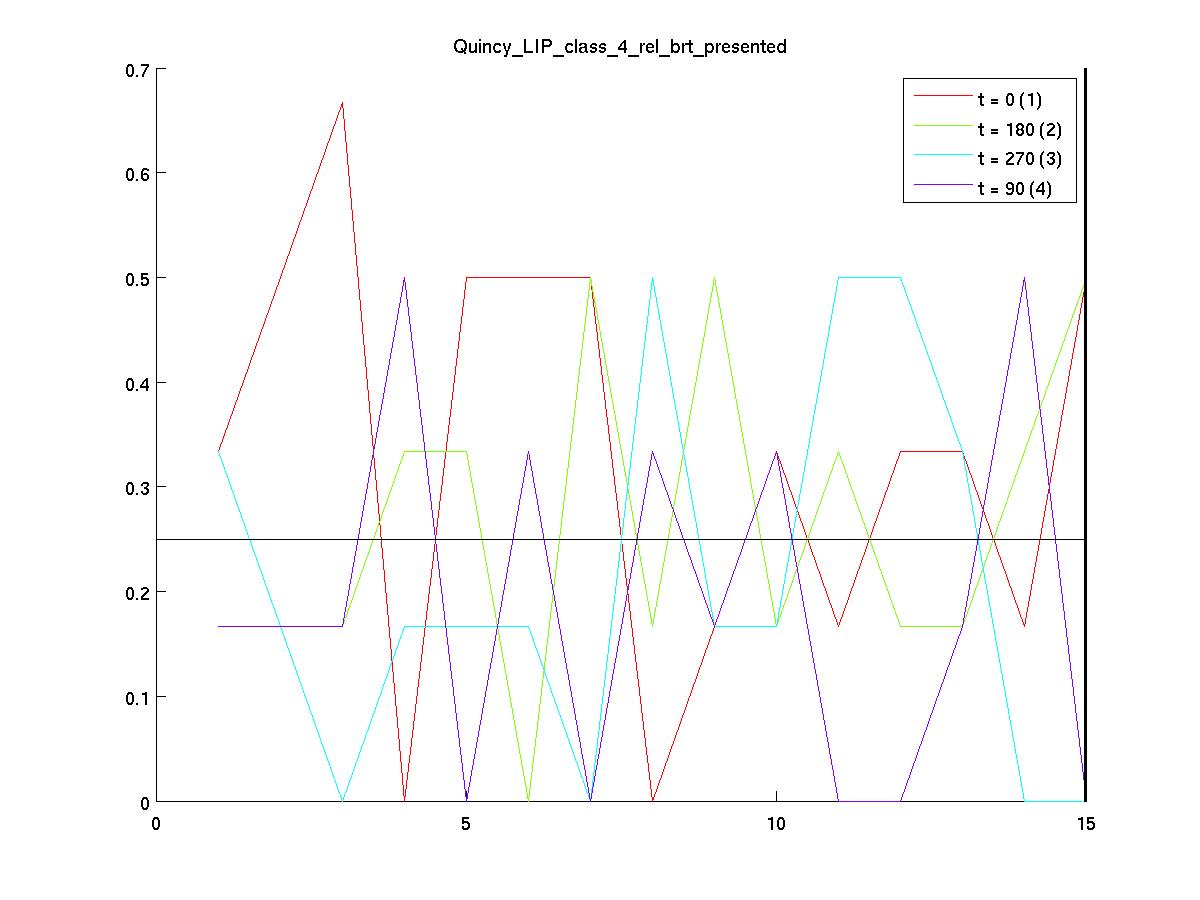 Quincy_LIP_class_4_rel_brt_presented
t = 0 (1)
t = 180 (2)
t = 270 (3)
t = 90 (4)
0.7
0.6
0.5
0.4
0.3
0.2
0.1
0
0 5 10 15